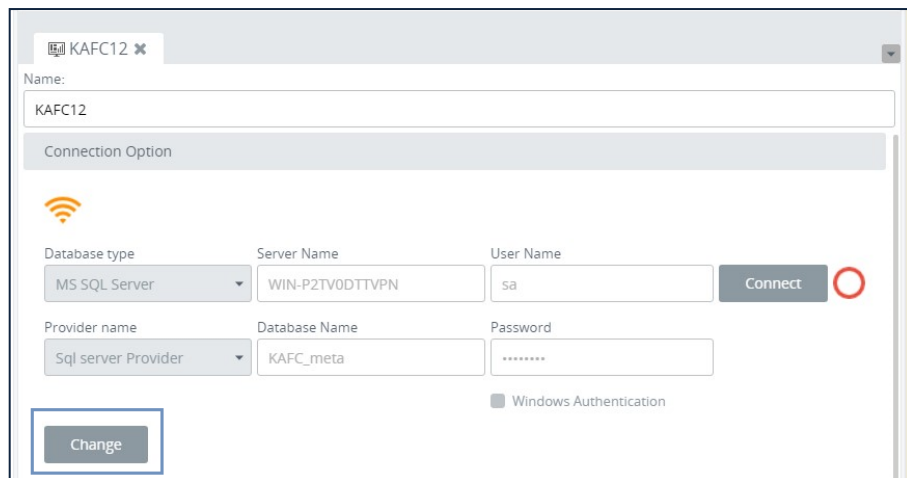 KAFC12
Name:
KAFC12
Connection Option
Database type Server Name User Name
MS SQL Server WIN-P2TV0DTTVPN sa Connect
Provider name Database Name Password
Sql server Provider KAFC_meta ••••••••
Windows Authentication
Change